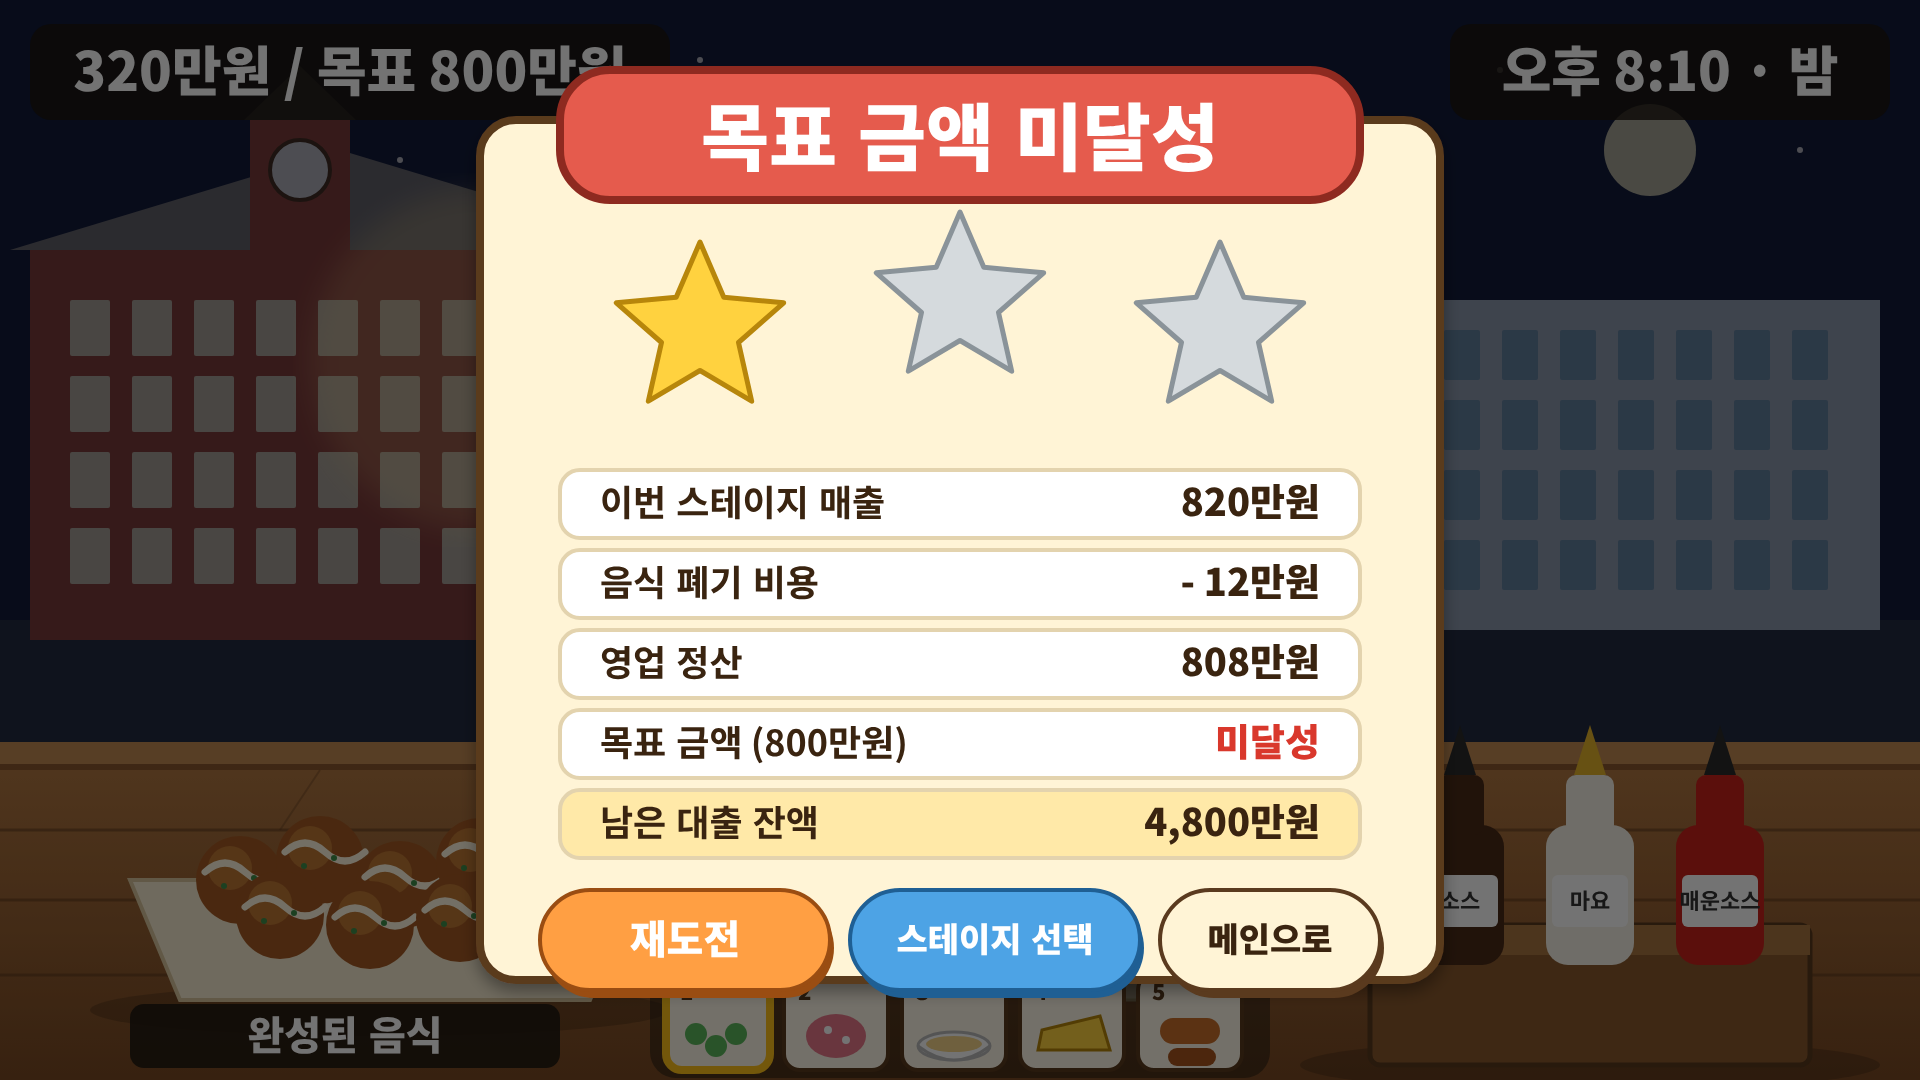 320만원 / 목표 800만원
오후 8:10 · 밤
목표 금액 미달성
이번 스테이지 매출 820만원
음식 폐기 비용 - 12만원
영업 정산 808만원
목표 금액 (800만원) 미달성
남은 대출 잔액 4,800만원
소스
마요
매운소스
재도전
스테이지 선택
메인으로
2
5
완성된 음식